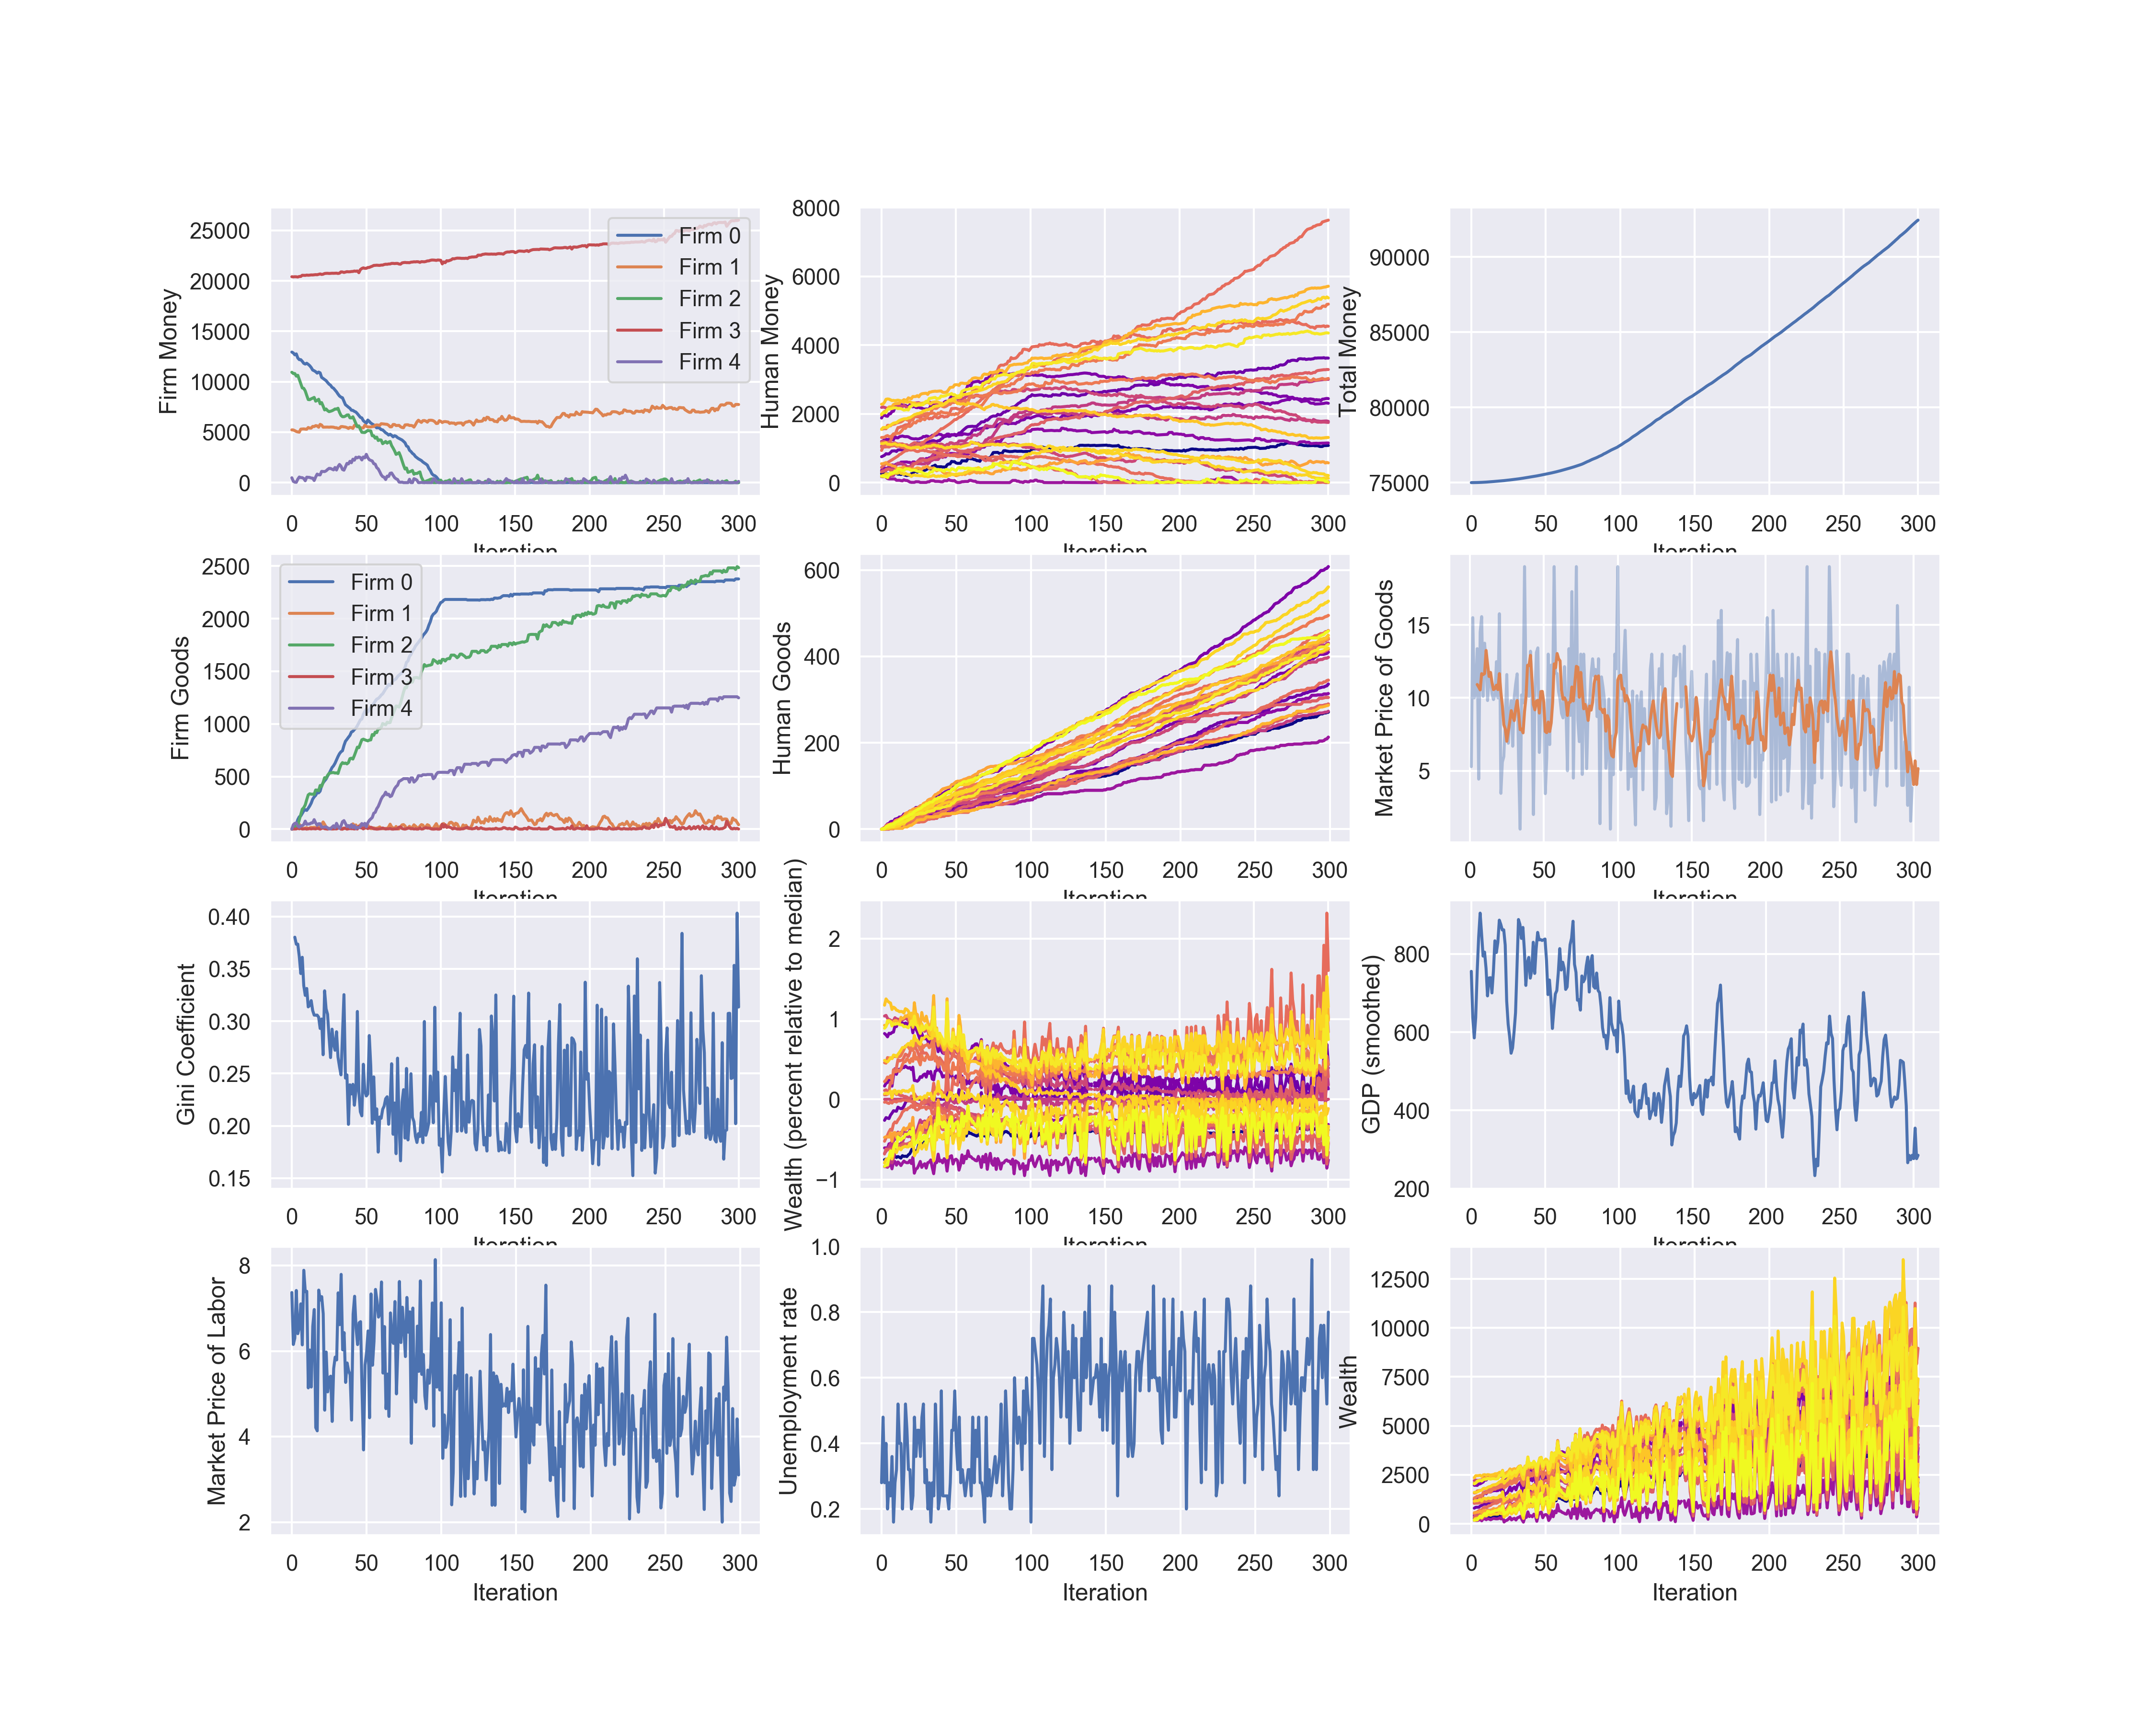 Firm Money
25000
20000
15000
10000
5000
0
Firm 0
Firm 1
Firm 2
Firm 3
Firm 4
0 50 100 150 200 250 300
Iteration
Human Money
8000
6000
4000
2000
0
0 50 100 150 200 250 300
Iteration
Total Money
90000
85000
80000
75000
0 50 100 150 200 250 300
Iteration
Firm Goods
2500
2000
1500
1000
500
0
Firm 0
Firm 1
Firm 2
Firm 3
Firm 4
0 50 100 150 200 250 300
Iteration
Human Goods
600
400
200
0
0 50 100 150 200 250 300
Iteration
Market Price of Goods
15
10
5
0 50 100 150 200 250 300
Iteration
Gini Coefficient
0.40
0.35
0.30
0.25
0.20
0.15
0 50 100 150 200 250 300
Iteration
Wealth (percent relative to median)
2
1
0
−1
0 50 100 150 200 250 300
Iteration
GDP (smoothed)
800
600
400
200
0 50 100 150 200 250 300
Iteration
Market Price of Labor
8
6
4
2
0 50 100 150 200 250 300
Iteration
Unemployment rate
1.0
0.8
0.6
0.4
0.2
0 50 100 150 200 250 300
Iteration
Wealth
12500
10000
7500
5000
2500
0
0 50 100 150 200 250 300
Iteration